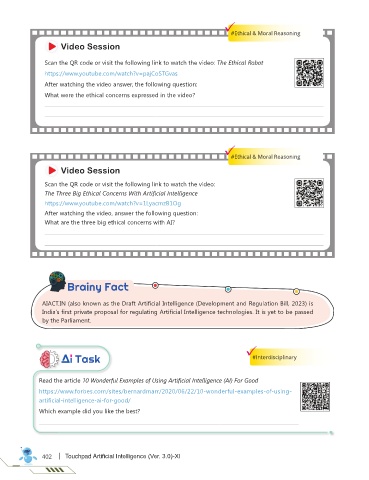 #Ethical & Moral Reasoning
Video Session
Scan the QR code or visit the following link to watch the video: The Ethical Robot
https://www.youtube.com/watch?v=
After watching the video answer, the following question:
What were the ethical concerns expressed in the video?
#Ethical & Moral Reasoning
Video Session
Scan the QR code or visit the following link to watch the video:
The Three Big Ethical Concerns With Artificial Intelligence
https://www.youtube.com/watch?v=
After watching the video, answer the following question:
What are the three big ethical concerns with AI?
Brainy Fact
AIACT.IN (also known as the Draft Artificial Intelligence (Development and Regulation Bill, 2023) is
India's first private proposal for regulating Artificial Intelligence technologies. It is yet to be passed
by the Parliament.
Ai Task
#Interdisciplinary
Read the article 10 Wonderful Examples of Using Artificial Intelligence (AI) For Good
https://www.forbes.com/sites/bernardmarr/2020/06/22/10-wonderful-examples-of-using-
artificial-intelligence-ai-for-good/
Which example did you like the best?
402 | Touchpad Artificial Intelligence (Ver. 3.0)-XI